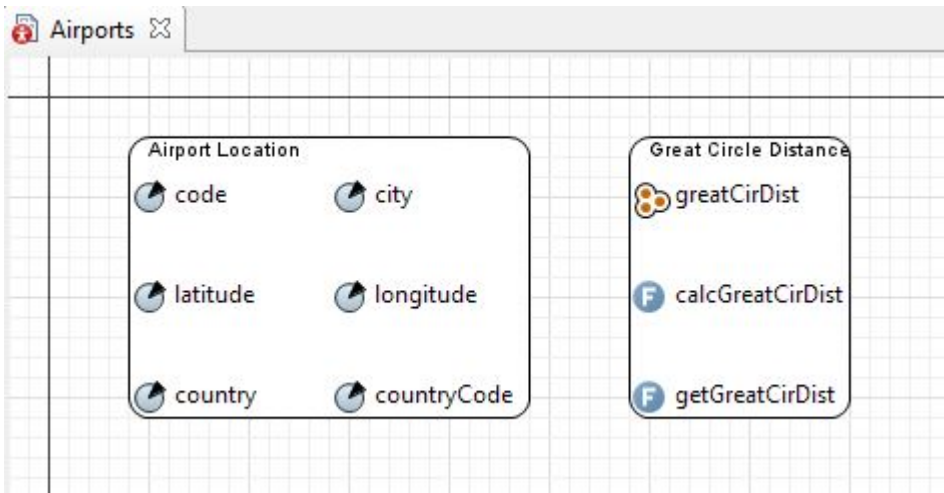 Airports
Airport Location
code
city
latitude
longitude
country
countryCode
Great Circle Distance
greatCirDist
F calcGreatCirDist
F getGreatCirDist